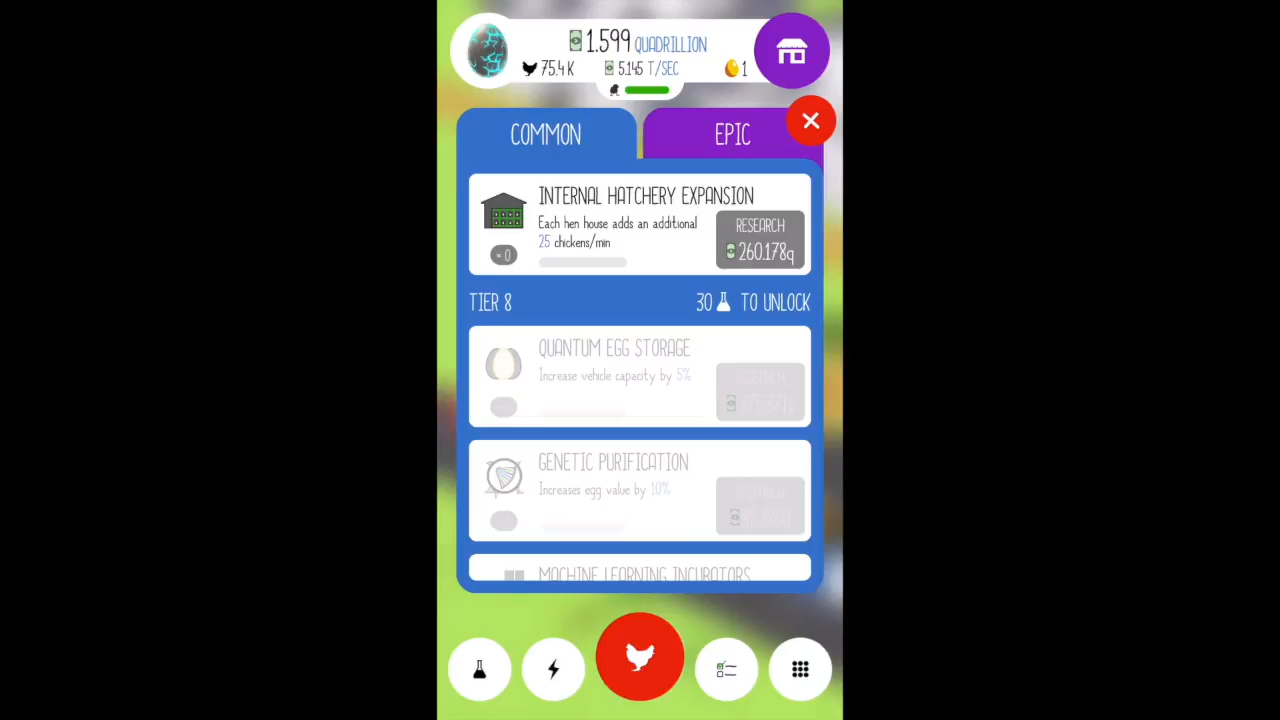 1.599 QUADRILLION
75.4 K 5.145 T/SEC 1
COMMON EPIC
INTERNAL HATCHERY EXPANSION
Each hen house adds an additional
25 chickens/min
RESEARCH
260.178q
TIER 8 30 TO UNLOCK
QUANTUM EGG STORAGE
Increase vehicle capacity by 5%
RESEARCH
GENETIC PURIFICATION
Increases egg value by 10%
RESEARCH
MACHINE LEARNING INCUBATORS